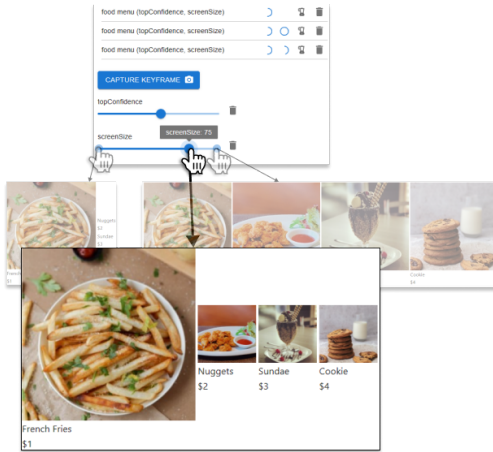 food menu (topConfidence, screenSize)
food menu (topConfidence, screenSize)
food menu (topConfidence, screenSize)
CAPTURE KEYFRAME
topConfidence
screenSize: 75
screenSize
Nuggets
$2
Sundae
$3
French
$1
Cookie
$4
Nuggets
$2
Sundae
$3
Cookie
$4
French Fries
$1